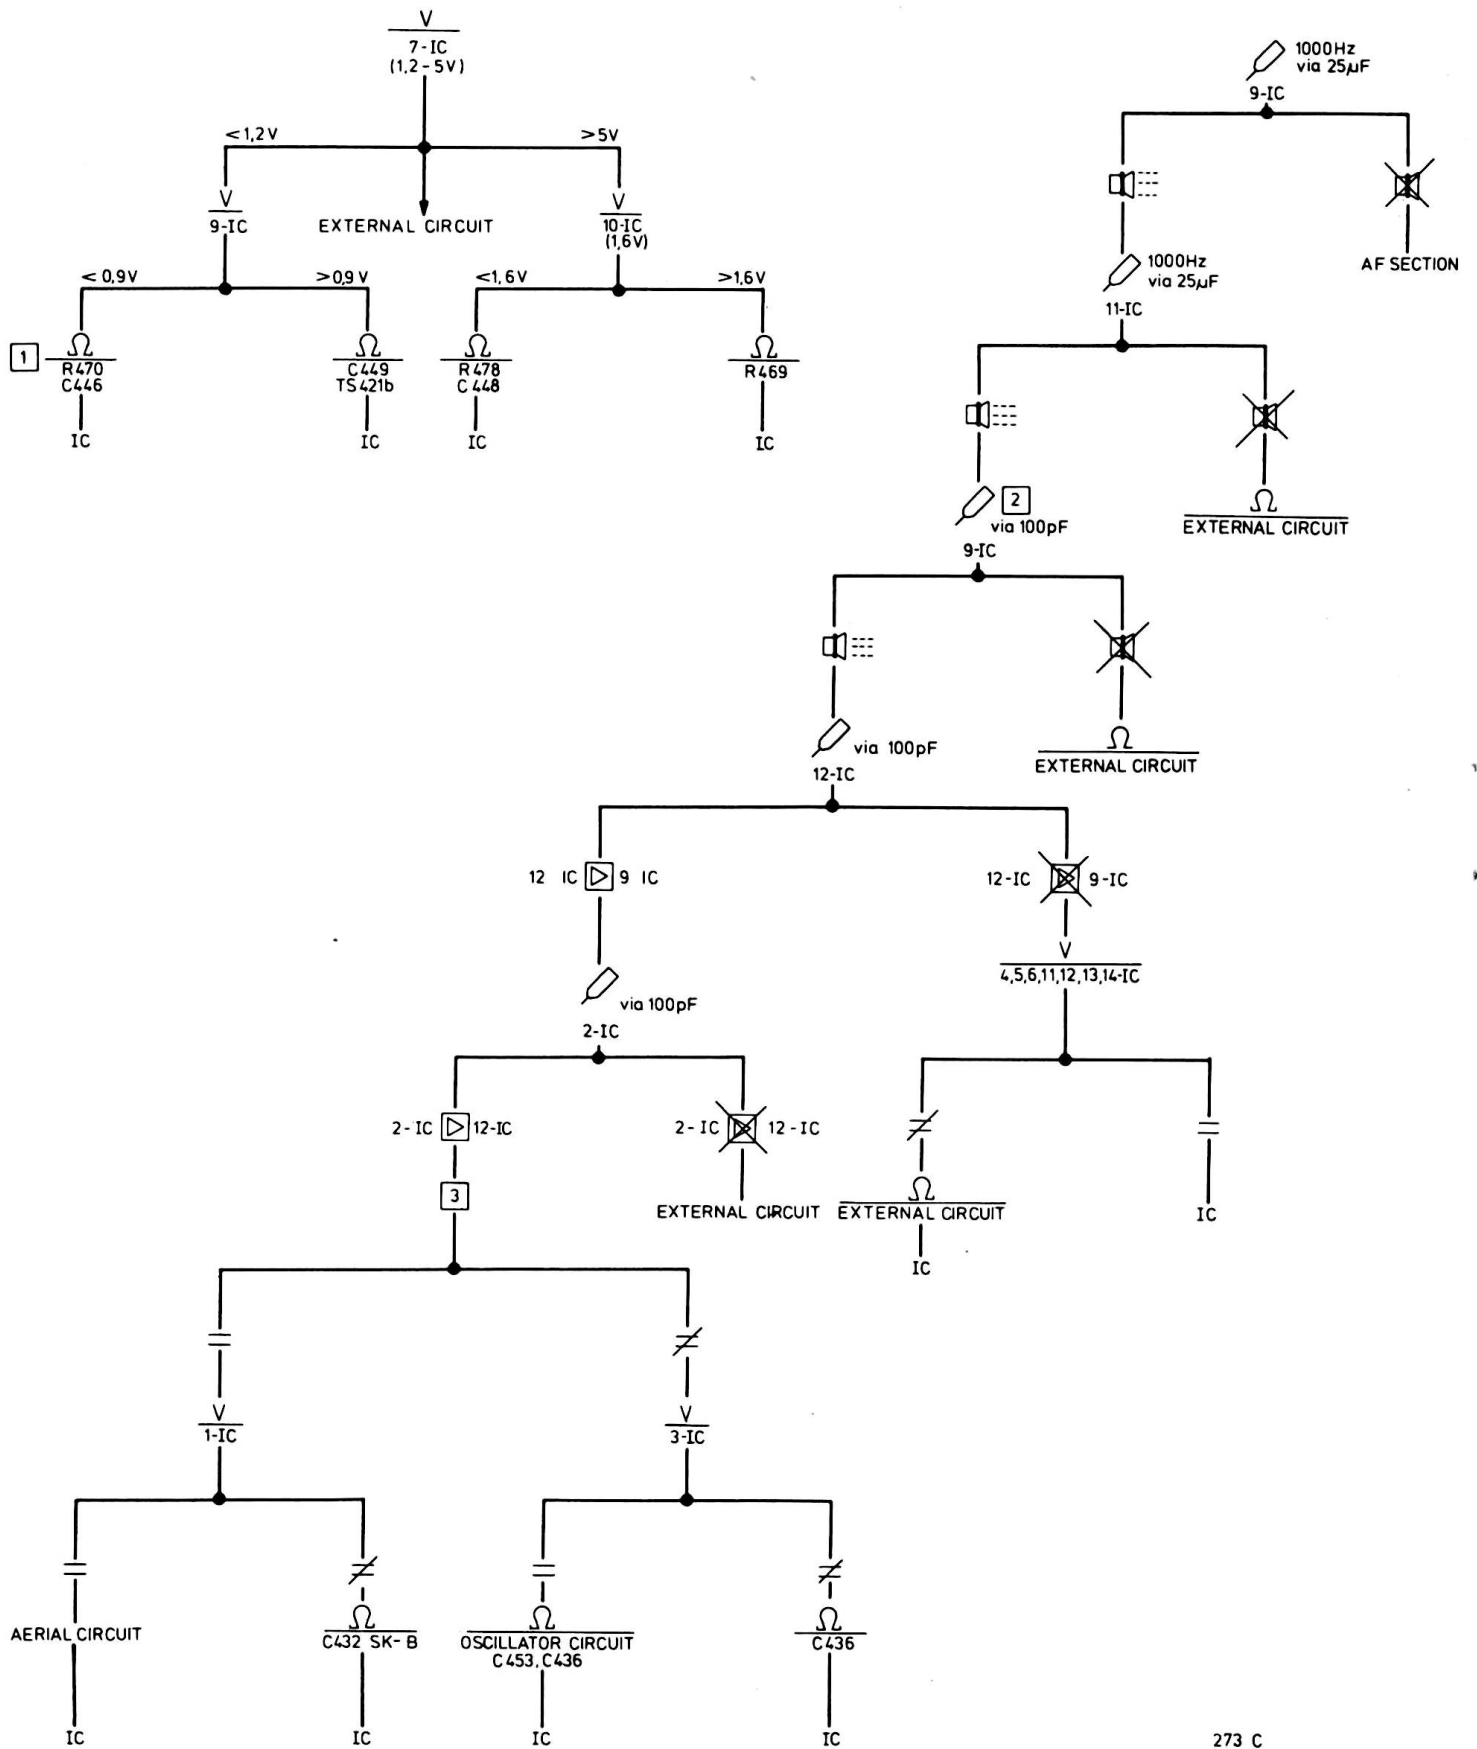 V
7-IC
(1,2-5V)
<1,2V
>5V
V
9-IC
EXTERNAL CIRCUIT
V
10-IC
(1,6V)
<0,9V
>0,9V
<1,6V
>1,6V
1
Ω
R470
C446
IC
Ω
C449
TS421b
IC
Ω
R478
C448
IC
Ω
R469
IC
1000Hz
via 25µF
9-IC
AF SECTION
1000Hz
via 25µF
11-IC
Ω
EXTERNAL CIRCUIT
2
via 100pF
9-IC
Ω
EXTERNAL CIRCUIT
via 100pF
12-IC
12 IC
9 IC
12-IC
9-IC
V
4,5,6,11,12,13,14-IC
via 100pF
2-IC
2-IC
12-IC
2-IC
12-IC
EXTERNAL CIRCUIT
≠
Ω
EXTERNAL CIRCUIT
IC
=
IC
3
=
≠
V
1-IC
V
3-IC
=
≠
=
≠
AERIAL CIRCUIT
IC
Ω
C432 SK-B
IC
Ω
OSCILLATOR CIRCUIT
C453,C436
IC
Ω
C436
IC
273 C